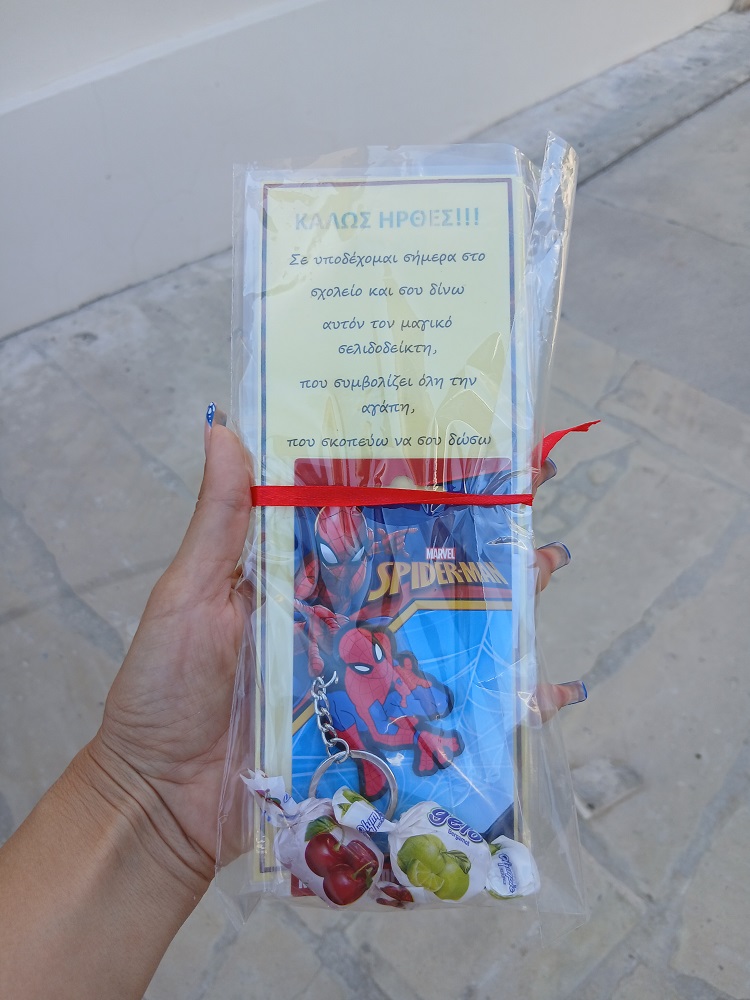 ΚΑΛΩΣ ΗΡΘΕΣ!!!
Σε υποδέχομαι σήμερα στο
σχολείο και σου δίνω
αυτόν τον μαγικό
σελιδοδείκτη,
που συμβολίζει όλη την
αγάπη,
που σκοπεύω να σου δώσω
MARVEL
SPIDER-MAN
gelo